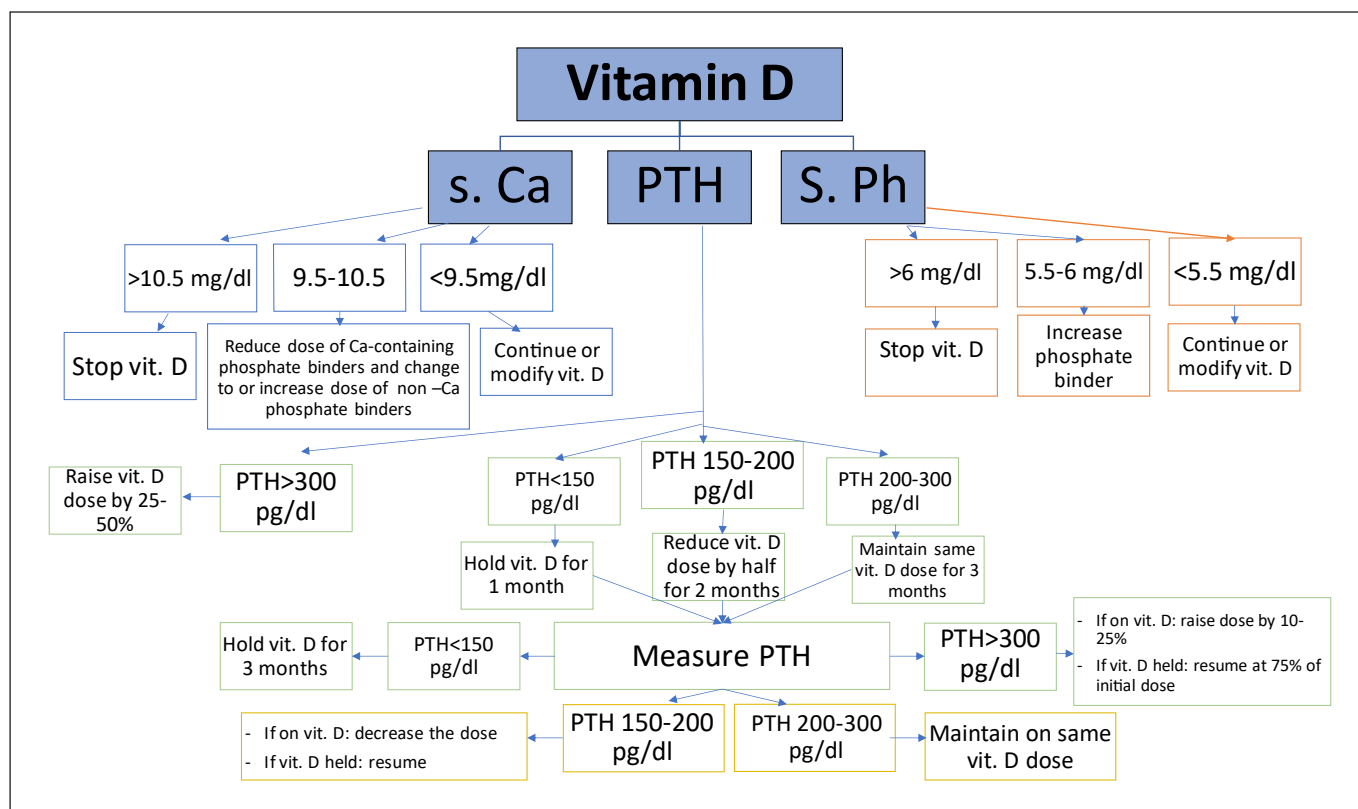 Vitamin D
s. Ca
PTH
S. Ph
>10.5 mg/dl
9.5-10.5
<9.5mg/dl
>6 mg/dl
5.5-6 mg/dl
<5.5 mg/dl
Stop vit. D
Reduce dose of Ca-containing
phosphate binders and change
to or increase dose of non –Ca
phosphate binders
Continue or
modify vit. D
Stop vit. D
Increase
phosphate
binder
Continue or
modify vit. D
Raise vit. D
dose by 25-
50%
PTH>300
pg/dl
PTH<150
pg/dl
PTH 150-200
pg/dl
PTH 200-300
pg/dl
Hold vit. D for
1 month
Reduce vit. D
dose by half
for 2 months
Maintain same
vit. D dose for 3
months
Hold vit. D for
3 months
PTH<150
pg/dl
Measure PTH
PTH>300
pg/dl
- If on vit. D: raise dose by 10-
25%
- If vit. D held: resume at 75% of
initial dose
- If on vit. D: decrease the dose
- If vit. D held: resume
PTH 150-200
pg/dl
PTH 200-300
pg/dl
Maintain on same
vit. D dose